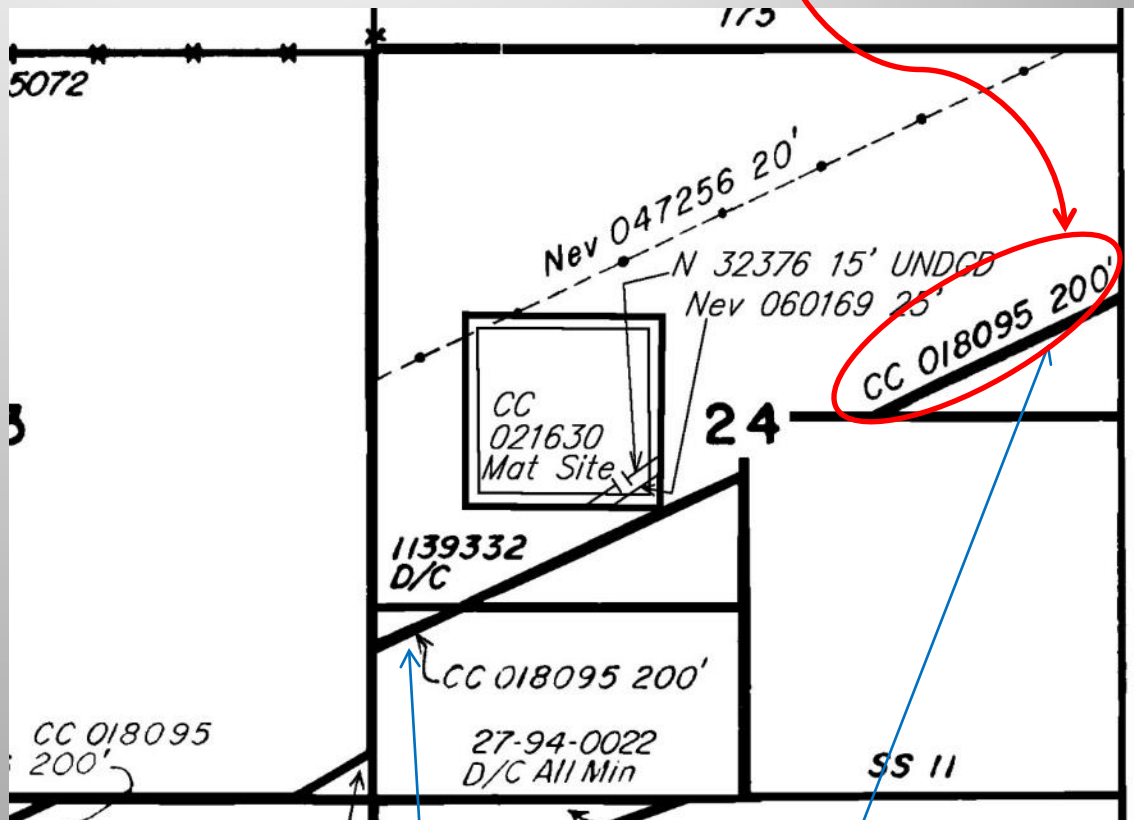 175
5072
Nev 047256 20'
N 32376 15' UNDGD
Nev 060169 25'
CC 018095 200'
CC
021630
Mat Site
24
1139332
D/C
CC 018095 200'
27-94-0022
D/C All Min
SS 11
CC 018095
200'